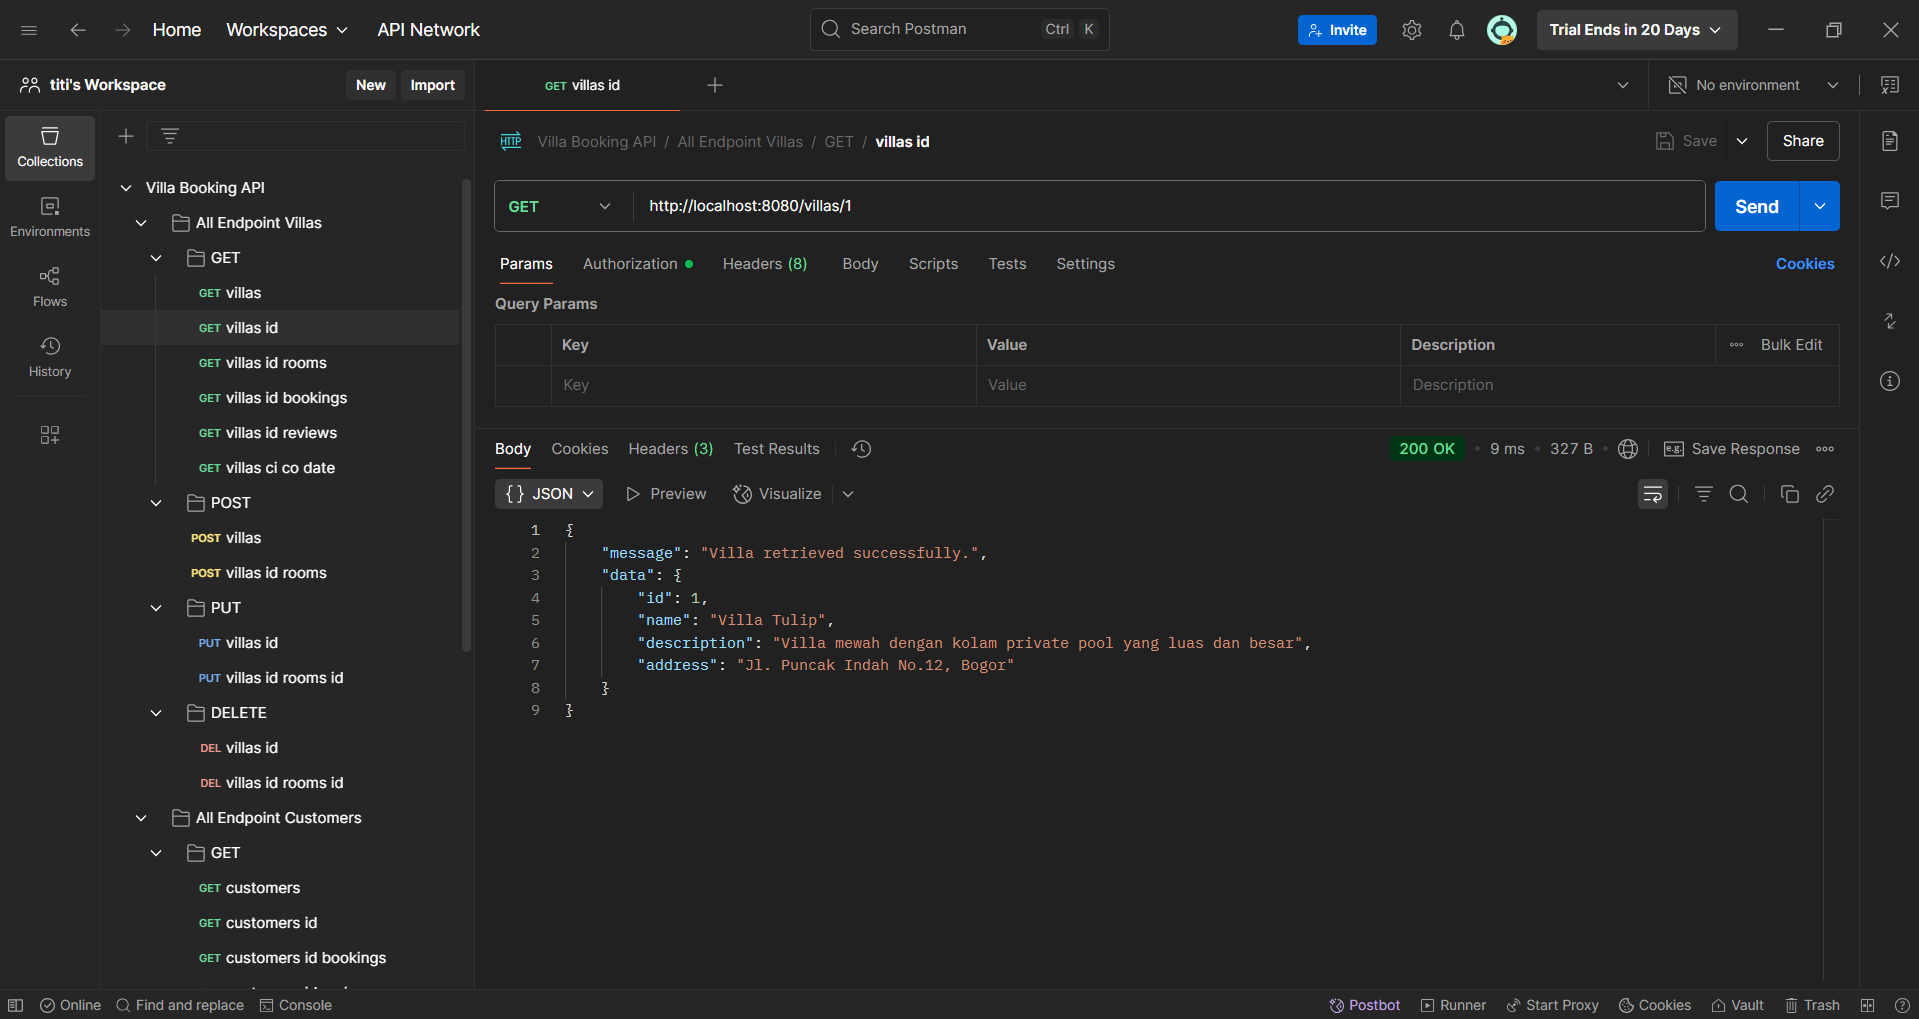 Home Workspaces API Network Search Postman Ctrl K Invite Trial Ends in 20 Days
titi's Workspace New Import GET villas id No environment
Collections
Environments
Flows
History
Villa Booking API
All Endpoint Villas
GET
GET villas
GET villas id
GET villas id rooms
GET villas id bookings
GET villas id reviews
GET villas ci co date
POST
POST villas
POST villas id rooms
PUT
PUT villas id
PUT villas id rooms id
DELETE
DEL villas id
DEL villas id rooms id
All Endpoint Customers
GET
GET customers
GET customers id
GET customers id bookings
HTTP Villa Booking API / All Endpoint Villas / GET / villas id Save Share
GET http://localhost:8080/villas/1 Send
Params Authorization Headers (8) Body Scripts Tests Settings Cookies
Query Params
Key Value Description Bulk Edit
Key Value Description
Body Cookies Headers (3) Test Results 200 OK 9 ms 327 B e.g. Save Response
{} JSON Preview Visualize
1 {
2 "message": "Villa retrieved successfully.",
3 "data": {
4 "id": 1,
5 "name": "Villa Tulip",
6 "description": "Villa mewah dengan kolam private pool yang luas dan besar",
7 "address": "Jl. Puncak Indah No.12, Bogor"
8 }
9 }
Online Find and replace Console Postbot Runner Start Proxy Cookies Vault Trash